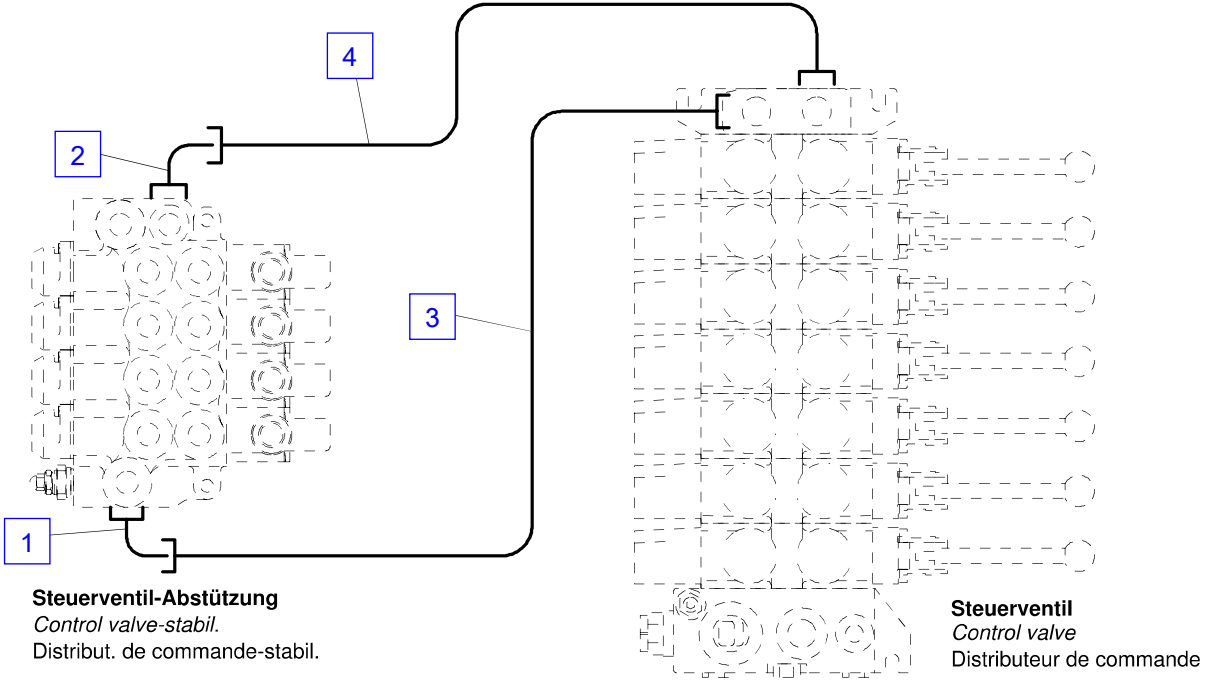 4
2
3
1
Steuerventil-Abstützung
Control valve-stabil.
Distribut. de commande-stabil.
Steuerventil
Control valve
Distributeur de commande